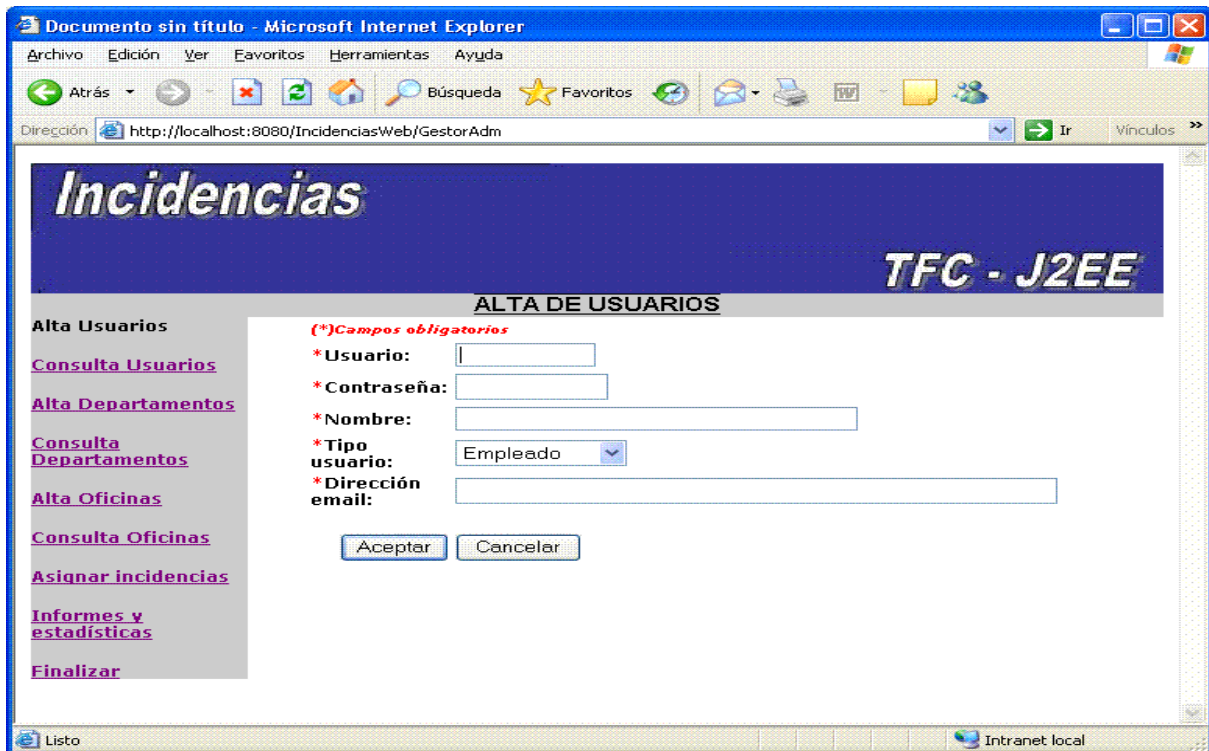 Documento sin título - Microsoft Internet Explorer
Archivo Edición Ver Favoritos Herramientas Ayuda
Atrás Búsqueda Favoritos
Dirección http://localhost:8080/IncidenciasWeb/GestorAdm Ir Vínculos »
Incidencias
TFC - J2EE
ALTA DE USUARIOS
Alta Usuarios
Consulta Usuarios
Alta Departamentos
Consulta
Departamentos
Alta Oficinas
Consulta Oficinas
Asignar incidencias
Informes y
estadísticas
Finalizar
(*)Campos obligatorios
*Usuario:
*Contraseña:
*Nombre:
*Tipo
usuario:
Empleado
*Dirección
email:
Aceptar Cancelar
Listo Intranet local